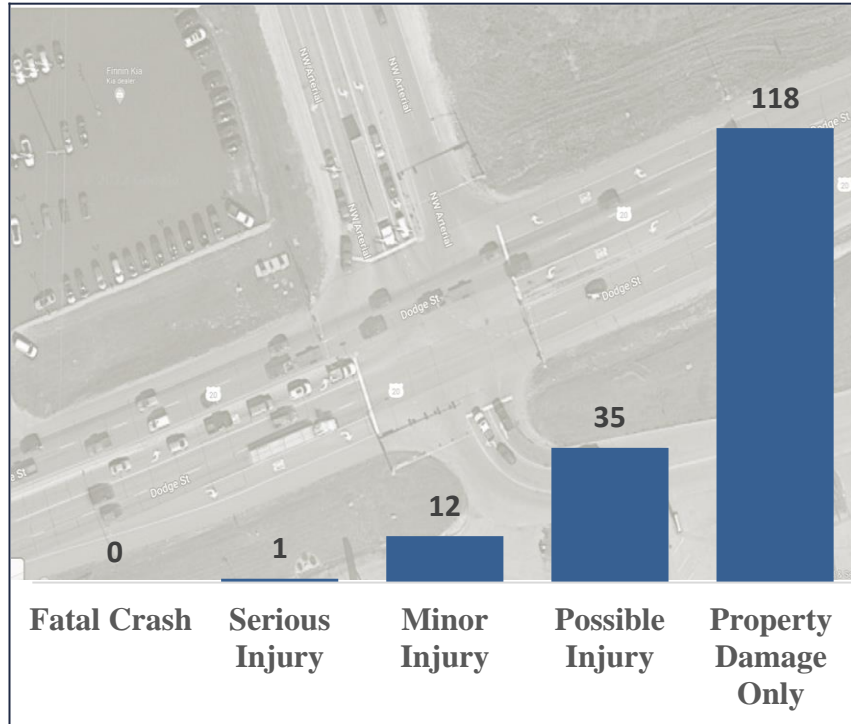 Finnin Kia
Kia dealer
NW Arterial
NW Arterial
118
Dodge St
20
20
NW Arterial
NW Arterial
Dodge St
Dodge St
35
20
20
Dodge St
12
0
1
Fatal Crash
Serious
Injury
Minor
Injury
Possible
Injury
Property
Damage
Only